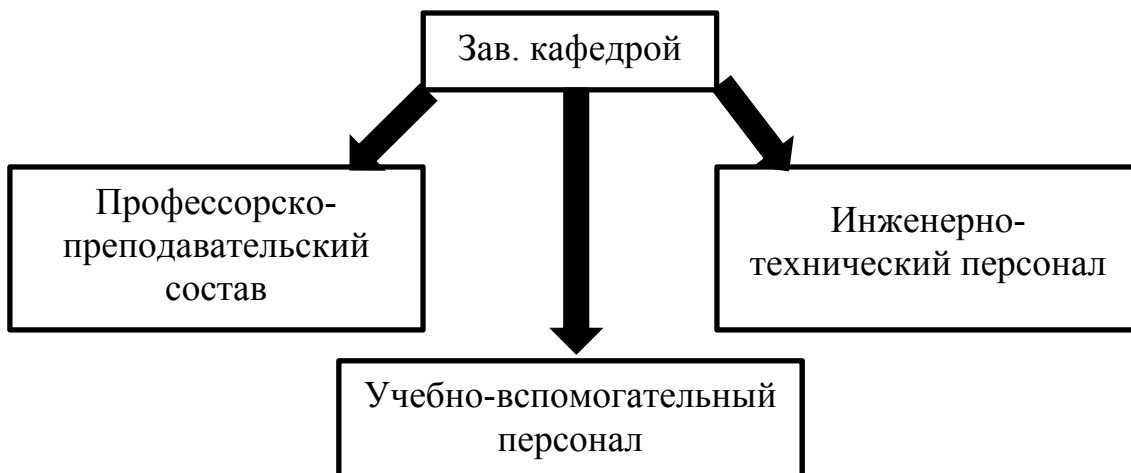 Зав. кафедрой
Профессорско-
преподавательский
состав
Инженерно-
технический персонал
Учебно-вспомогательный
персонал